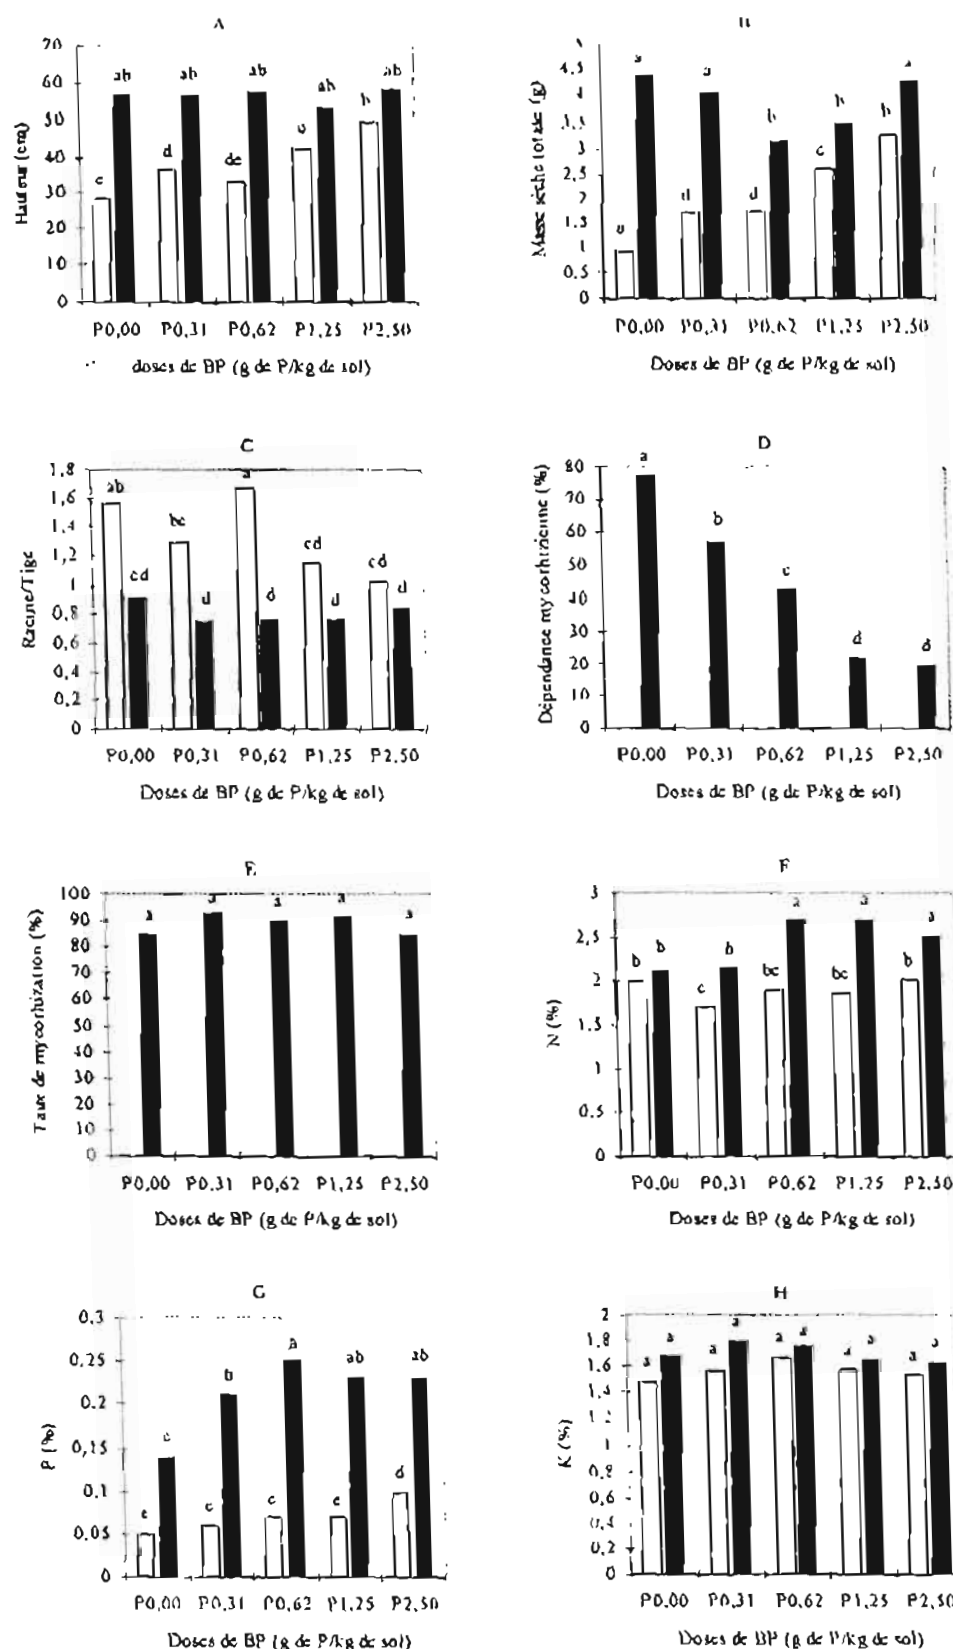 A
70
60
50
40
30
20
10
0
Hauteur (cm)
ab ab ab ab ab
d de b
P0,00 P0,31 P0,62 P1,25 P2,50
doses de BP (g de P/kg de sol)
4,5
4
3,5
3
2,5
2
1,5
1
0,5
0
Masse sèche totale (g)
a a b b a
d d c b
P0,00 P0,31 P0,62 P1,25 P2,50
Doses de BP (g de P/kg de sol)
C
1,8
1,6
1,4
1,2
1
0,8
0,6
0,4
0,2
0
Racine/Tige
ab bc a cd cd
cd d d d d
P0,00 P0,31 P0,62 P1,25 P2,50
Doses de BP (g de P/kg de sol)
D
80
70
60
50
40
30
20
10
0
Dépendance mycorhizienne (%)
a b c d d
P0,00 P0,31 P0,62 P1,25 P2,50
Doses de BP (g de P/kg de sol)
E
100
90
80
70
60
50
40
30
20
10
0
Taux de mycorhization (%)
a a a a a
P0,00 P0,31 P0,62 P1,25 P2,50
Doses de BP (g de P/kg de sol)
F
3
2,5
2
1,5
1
0,5
0
N (%)
b b c b bc a bc a b a
P0,00 P0,31 P0,62 P1,25 P2,50
Doses de BP (g de P/kg de sol)
G
0,3
0,25
0,2
0,15
0,1
0,05
0
P (%)
b a ab ab
e e e e d
P0,00 P0,31 P0,62 P1,25 P2,50
Doses de BP (g de P/kg de sol)
H
2
1,8
1,6
1,4
1,2
1
0,8
0,6
0,4
0,2
0
K (%)
a a a a a a a a a a
P0,00 P0,31 P0,62 P1,25 P2,50
Doses de BP (g de P/kg de sol)